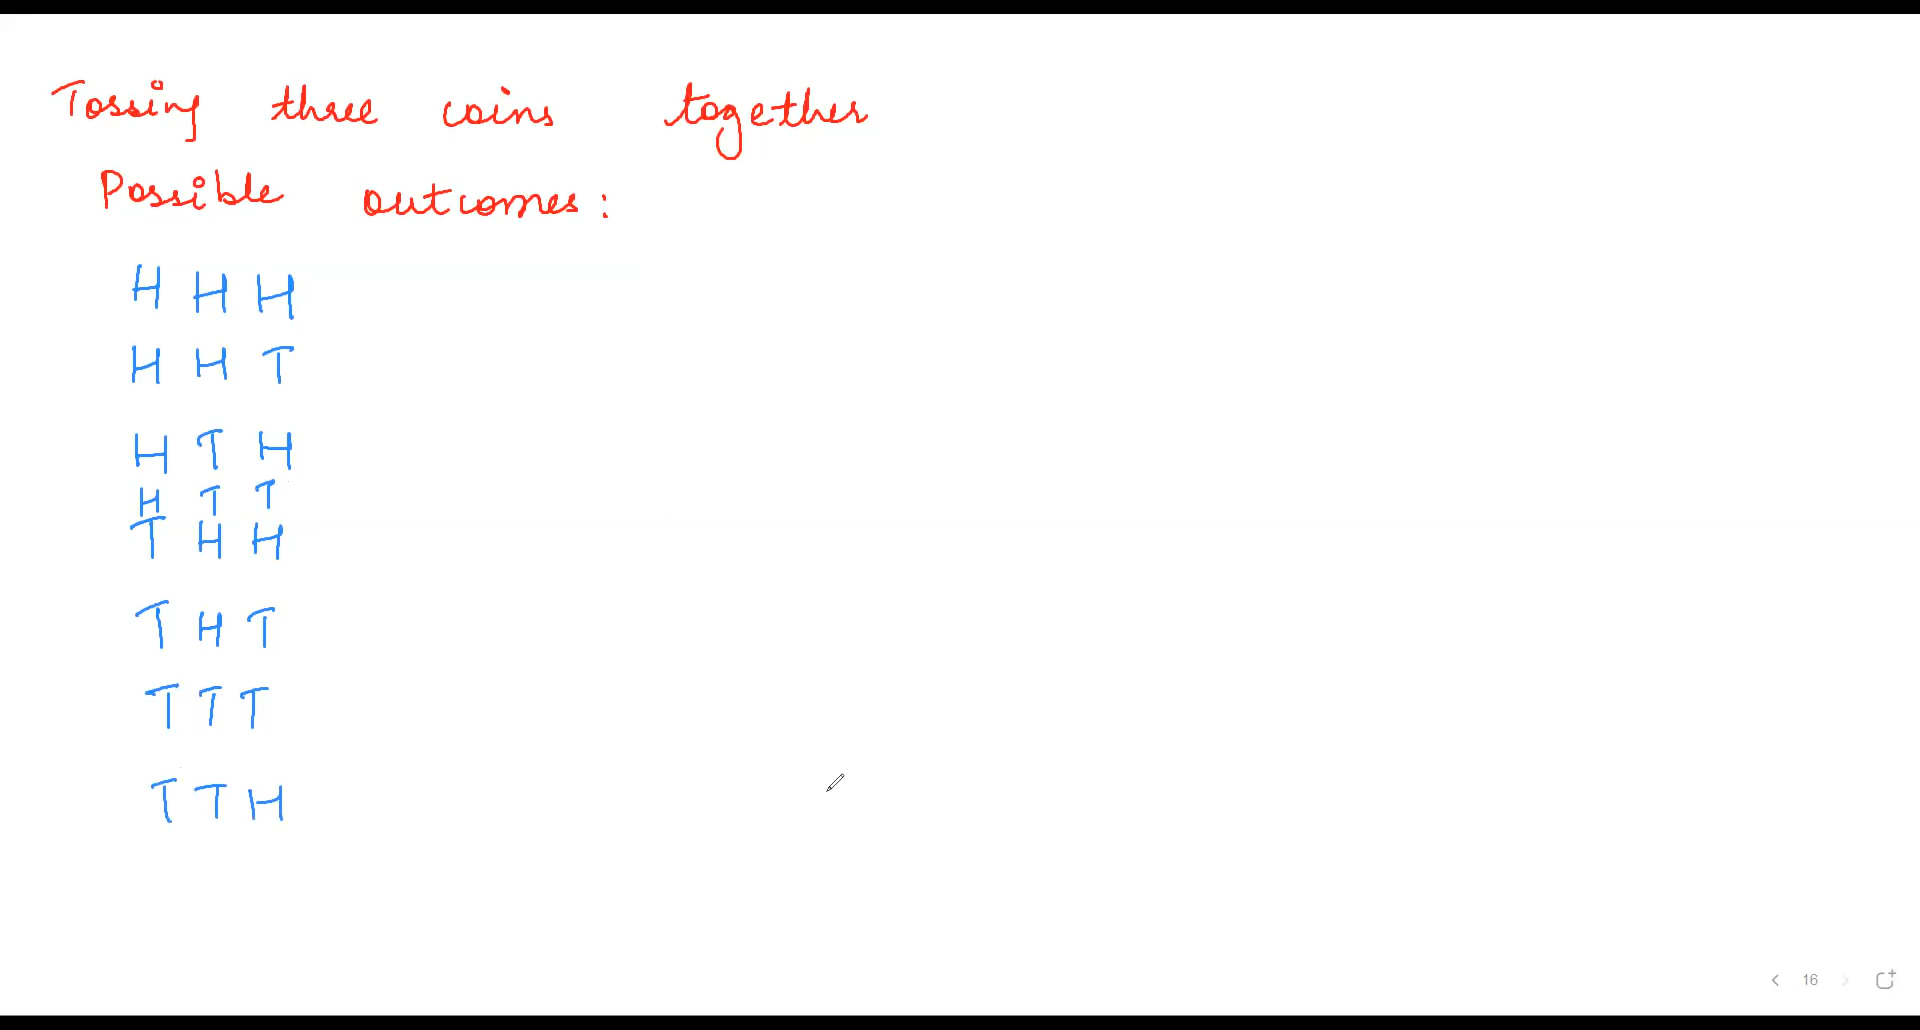 Tossing three coins together
Possible outcomes:
H H H
H H T
H T H
H T T
T H H
T H T
T T T
T T H
16